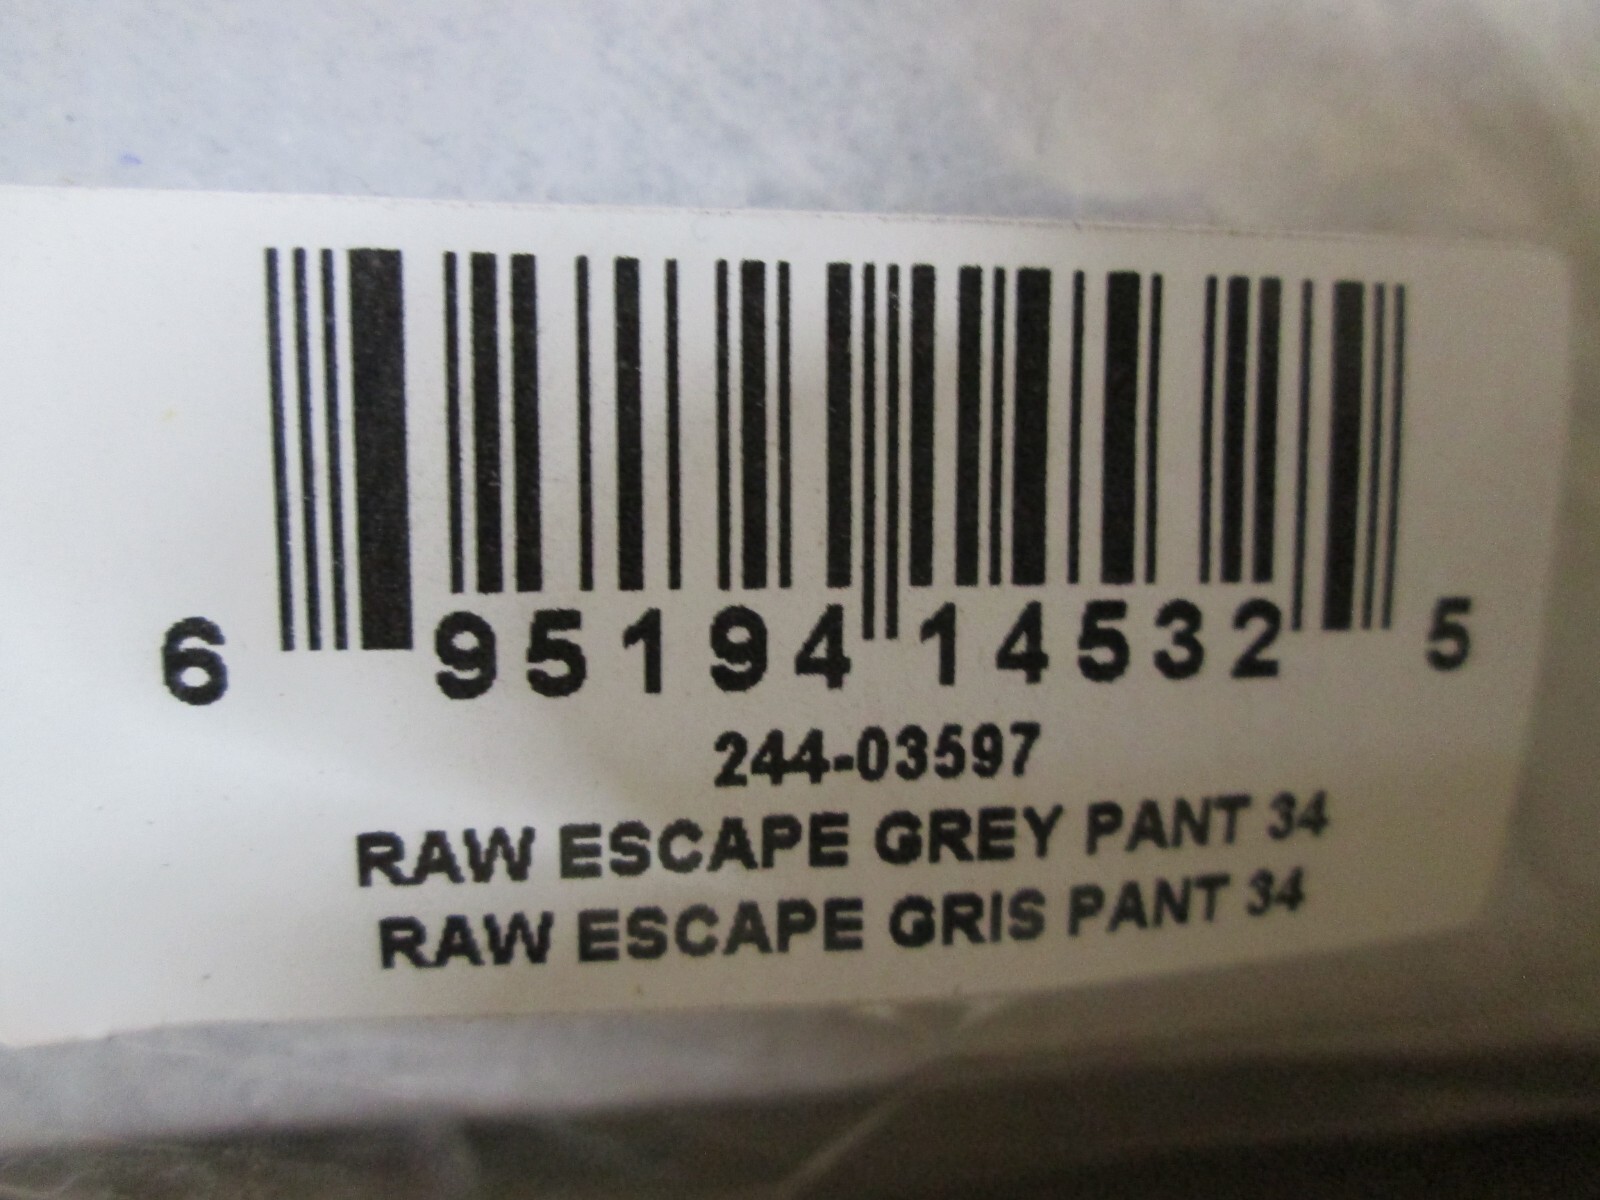 6 95194 14532 5
244-03597
RAW ESCAPE GREY PANT 34
RAW ESCAPE GRIS PANT 34